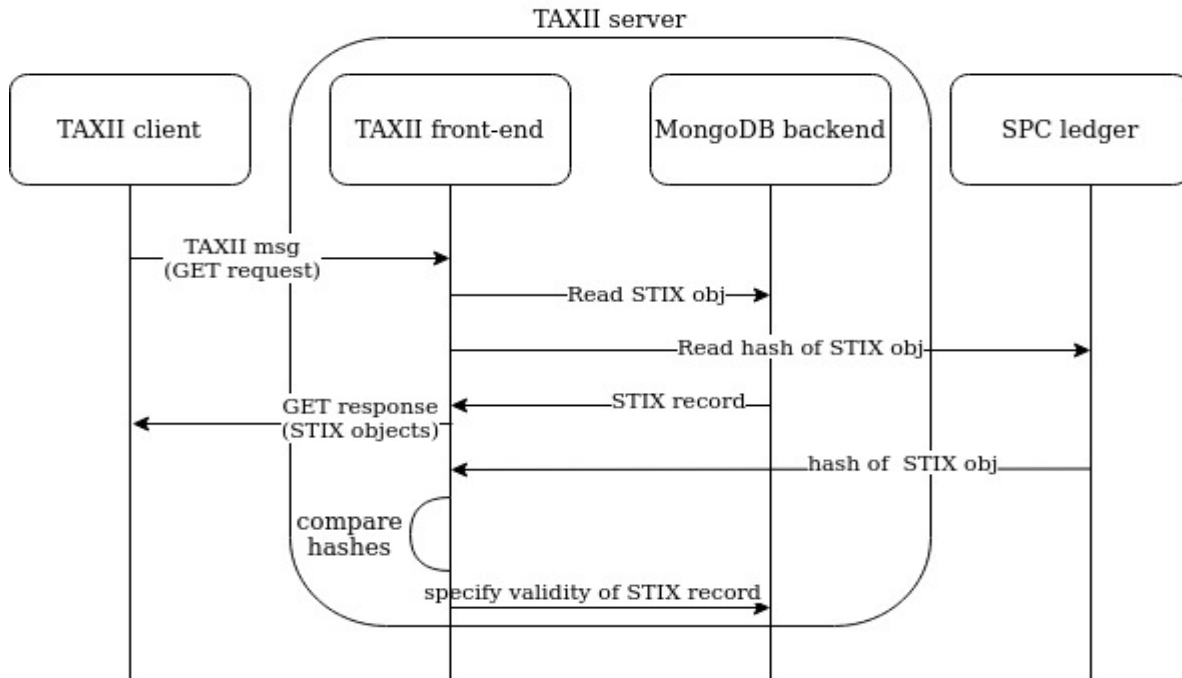 TAXII server
TAXII client
TAXII front-end
MongoDB backend
SPC ledger
TAXII msg
(GET request)
Read STIX obj
Read hash of STIX obj
STIX record
GET response
(STIX objects)
hash of STIX obj
compare
hashes
specify validity of STIX record